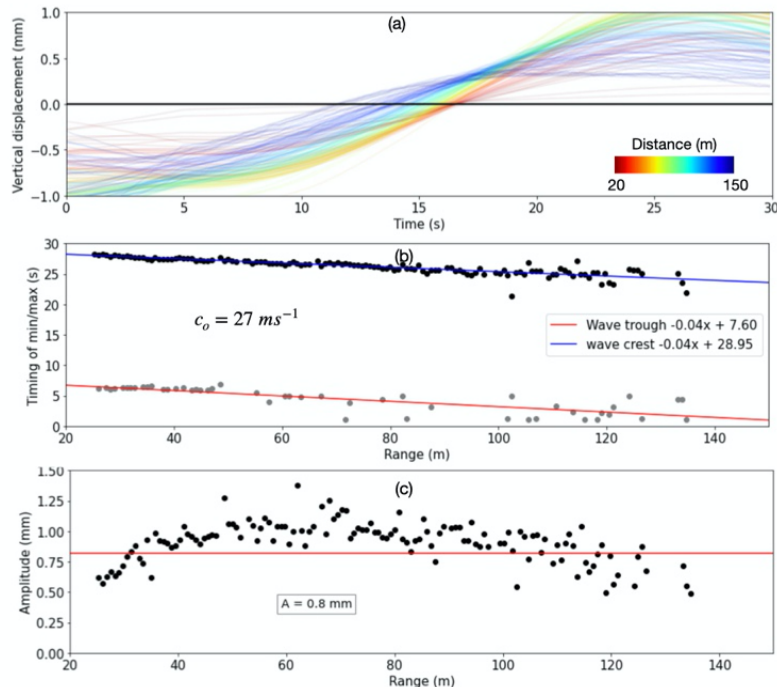 (a)
Vertical displacement (mm)
1.0
0.5
0.0
−0.5
−1.0
Distance (m)
20 150
0 5 10 15 20 25 30
Time (s)
(b)
Timing of min/max (s)
30
25
20
15
10
5
0
c_o = 27 ms^{-1}
Wave trough -0.04x + 7.60
wave crest -0.04x + 28.95
20 40 60 80 100 120 140
Range (m)
(c)
Amplitude (mm)
1.50
1.25
1.00
0.75
0.50
0.25
0.00
A = 0.8 mm
20 40 60 80 100 120 140
Range (m)